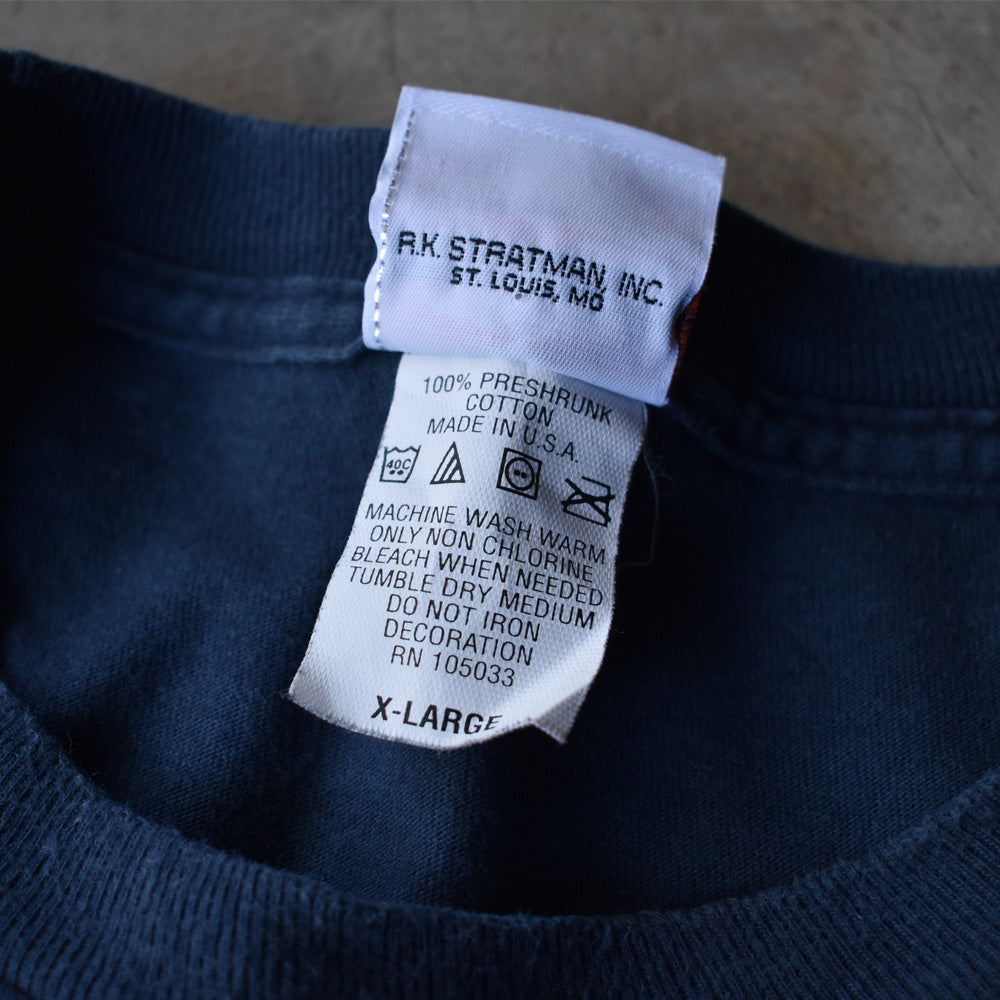 R.K. STRATMAN, INC.
ST. LOUIS, MO
100% PRESHRUNK
COTTON
MADE IN U.S.A.
40C
MACHINE WASH WARM
ONLY NON CHLORINE
BLEACH WHEN NEEDED
TUMBLE DRY MEDIUM
DO NOT IRON
DECORATION
RN 105033
X-LARGE